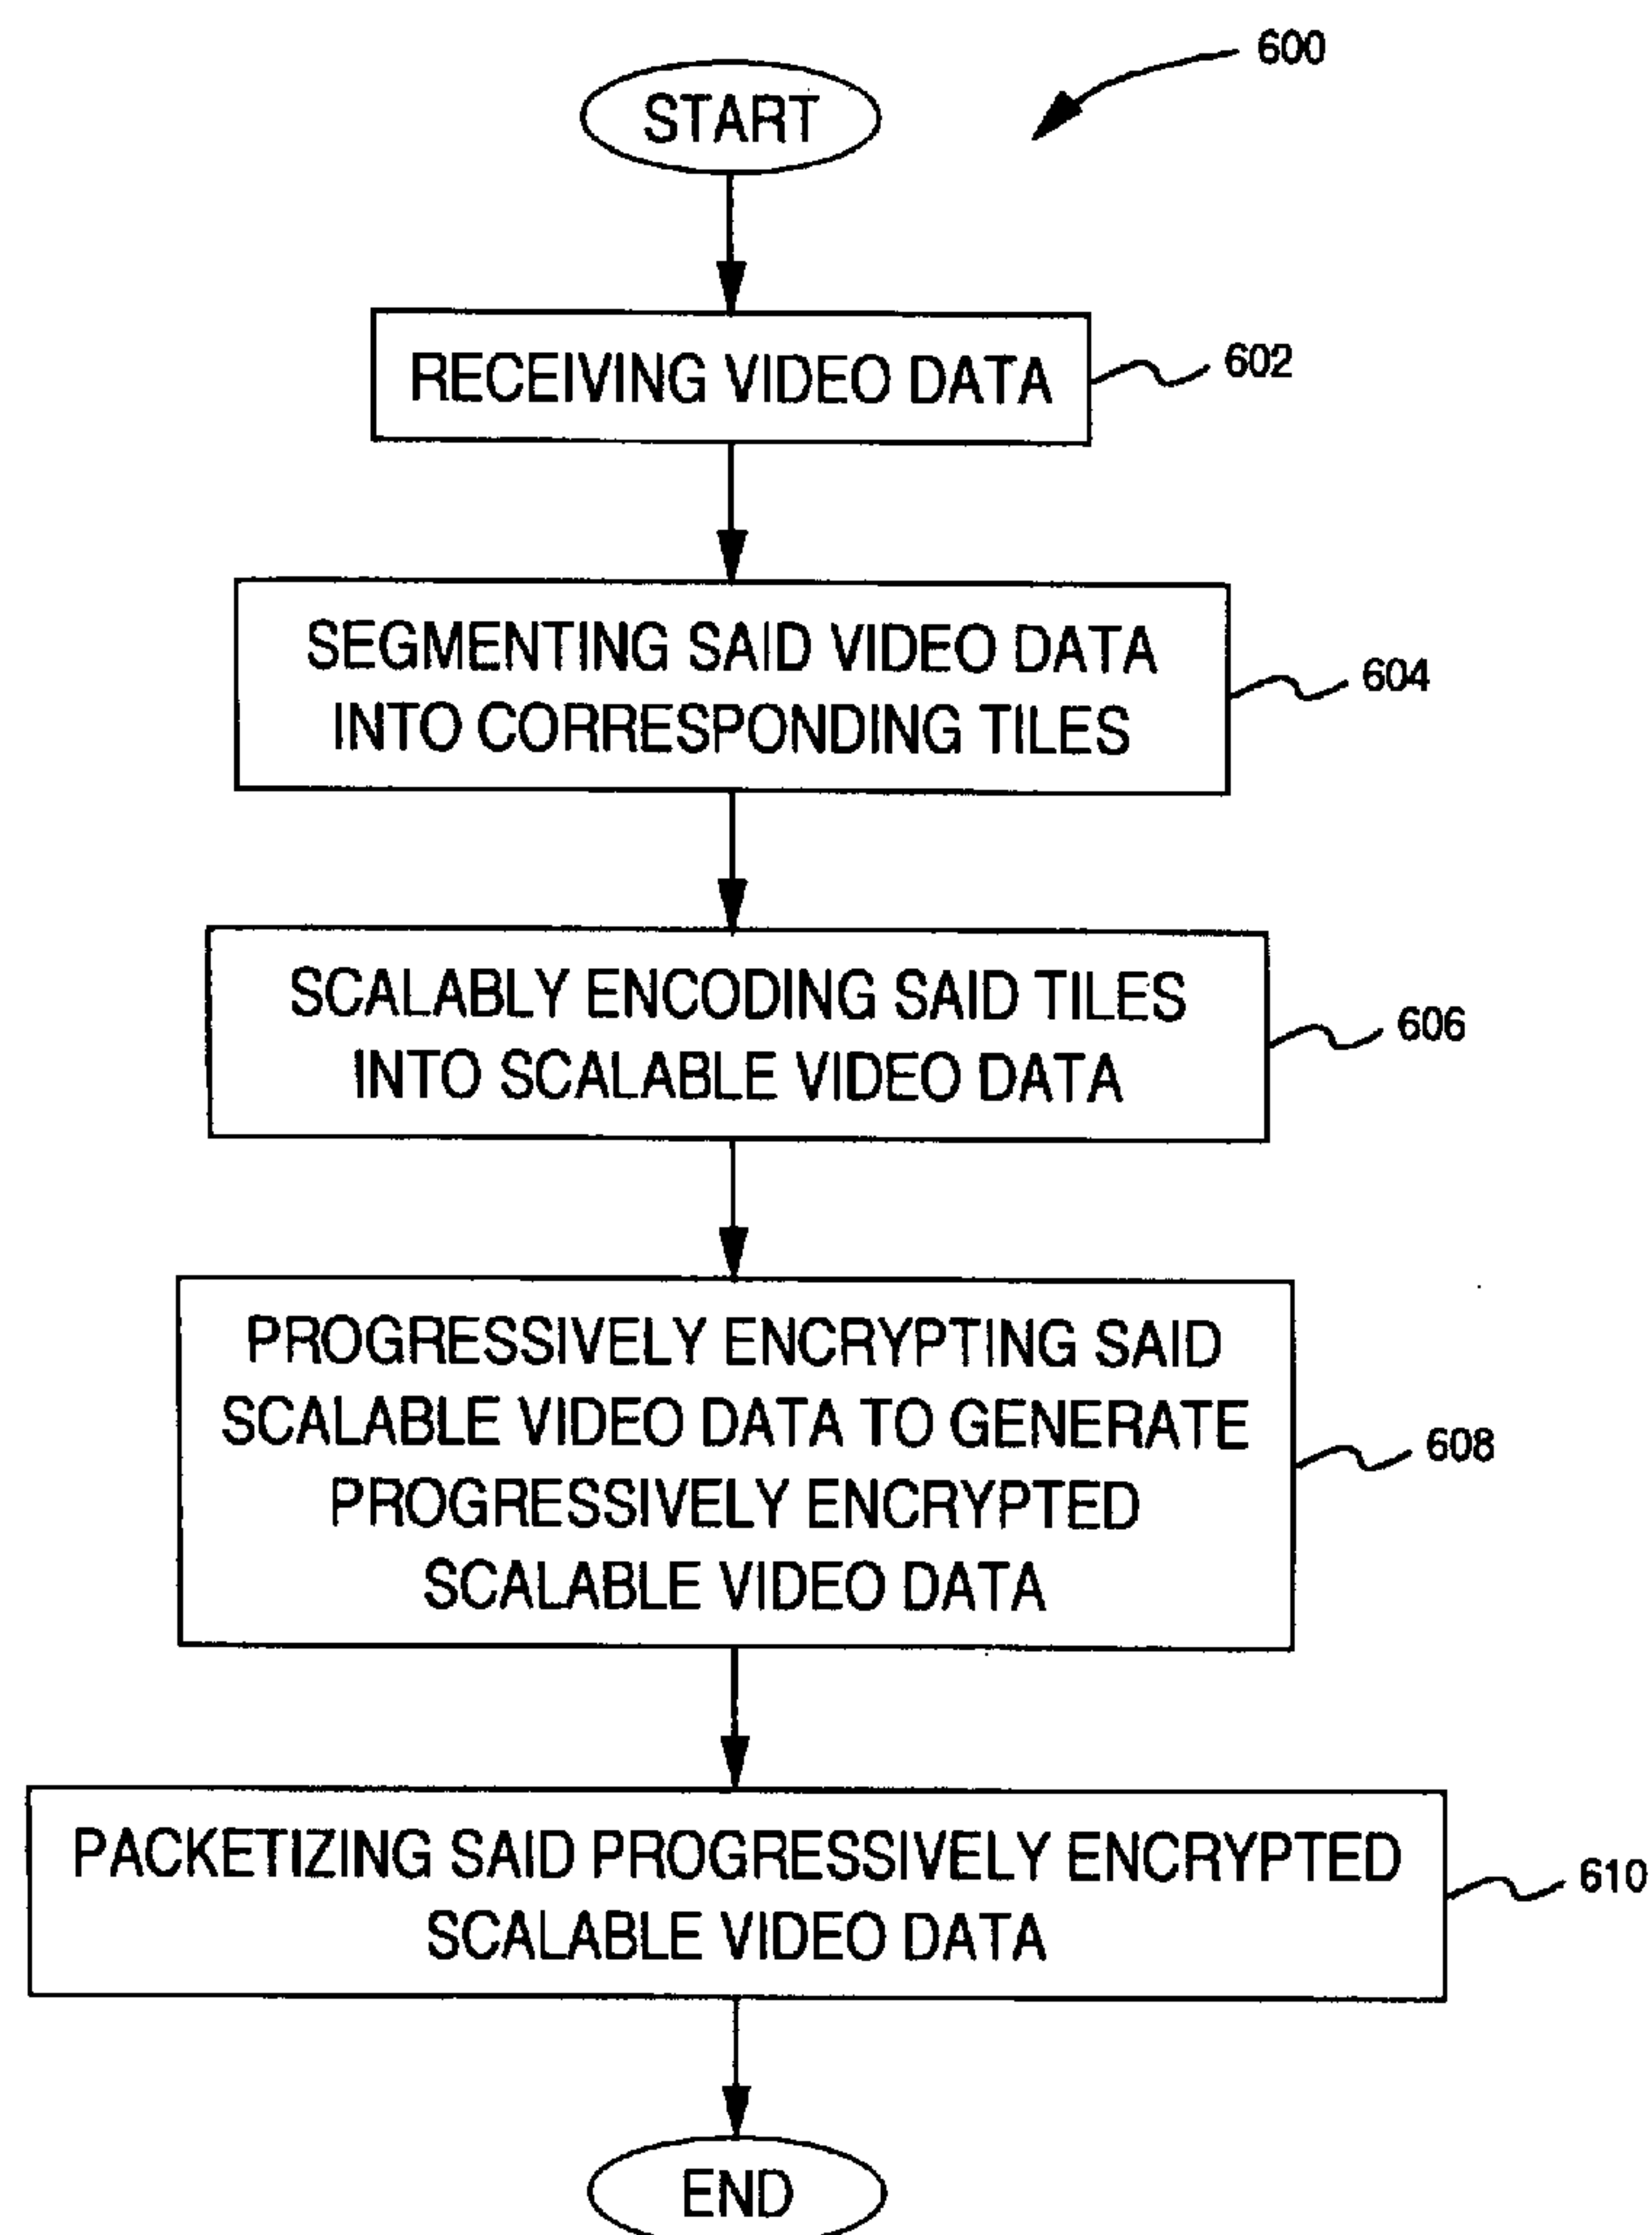 600
START
RECEIVING VIDEO DATA
602
SEGMENTING SAID VIDEO DATA
INTO CORRESPONDING TILES
604
SCALABLY ENCODING SAID TILES
INTO SCALABLE VIDEO DATA
606
PROGRESSIVELY ENCRYPTING SAID
SCALABLE VIDEO DATA TO GENERATE
PROGRESSIVELY ENCRYPTED
SCALABLE VIDEO DATA
608
PACKETIZING SAID PROGRESSIVELY ENCRYPTED
SCALABLE VIDEO DATA
610
END